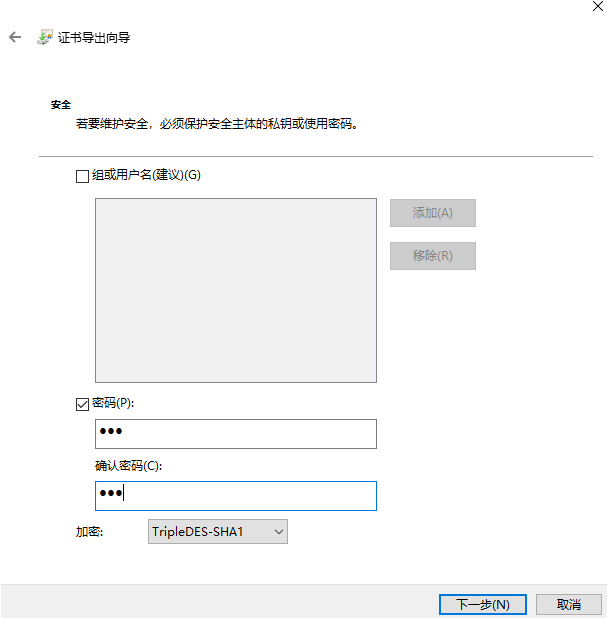 证书导出向导
安全
若要维护安全，必须保护安全主体的私钥或使用密码。
组或用户名(建议)(G)
添加(A)
移除(R)
密码(P):
●●●
确认密码(C):
●●●
加密:
TripleDES-SHA1
下一步(N)
取消